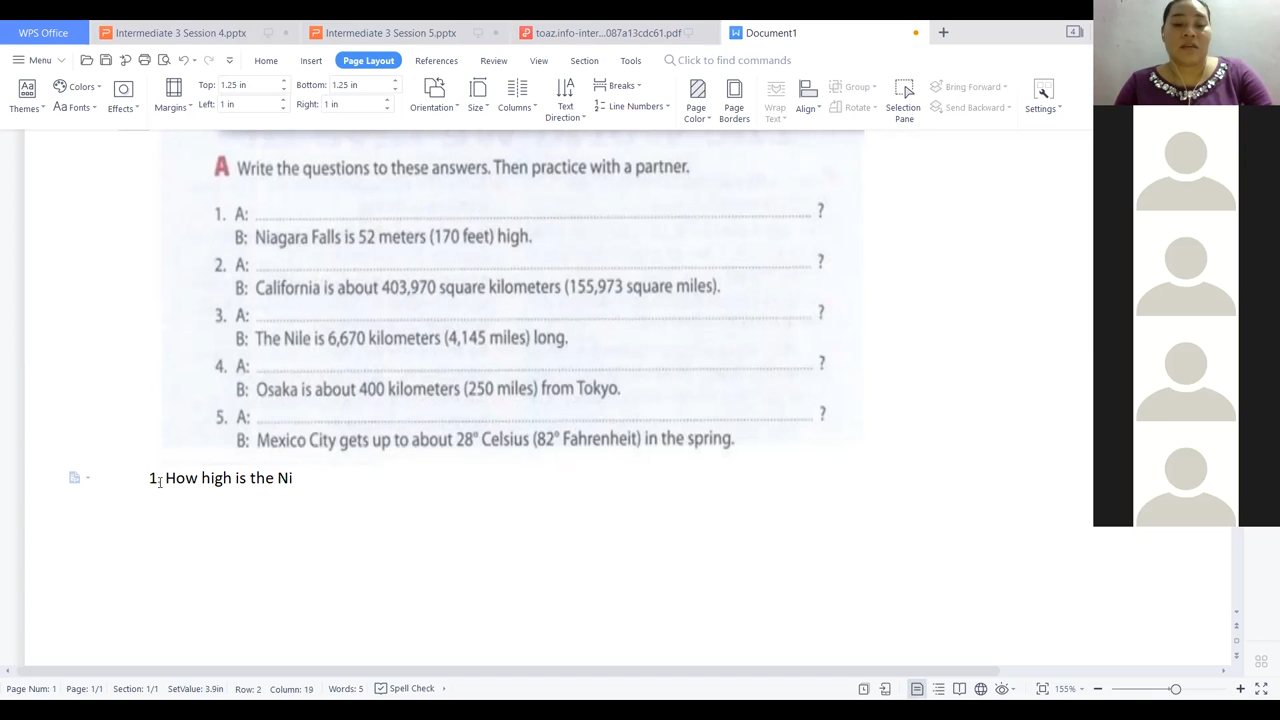 WPS Office Intermediate 3 Session 4.pptx Intermediate 3 Session 5.pptx toaz.info-inter....087a13cdc61.pdf Document1 4
Menu Home Insert Page Layout References Review View Section Tools Click to find commands
Themes Colors Fonts Effects Margins Top: 1.25 in Bottom: 1.25 in Left: 1 in Right: 1 in Orientation Size Columns Text Direction Breaks Line Numbers Page Color Page Borders Wrap Text Align Group Rotate Selection Pane Bring Forward Send Backward Settings
A Write the questions to these answers. Then practice with a partner.
1. A: ?
B: Niagara Falls is 52 meters (170 feet) high.
2. A: ?
B: California is about 403,970 square kilometers (155,973 square miles).
3. A: ?
B: The Nile is 6,670 kilometers (4,145 miles) long.
4. A: ?
B: Osaka is about 400 kilometers (250 miles) from Tokyo.
5. A: ?
B: Mexico City gets up to about 28° Celsius (82° Fahrenheit) in the spring.
1. How high is the Ni
Page Num: 1 Page: 1/1 Section: 1/1 SetValue: 3.9in Row: 2 Column: 19 Words: 5 Spell Check 155%